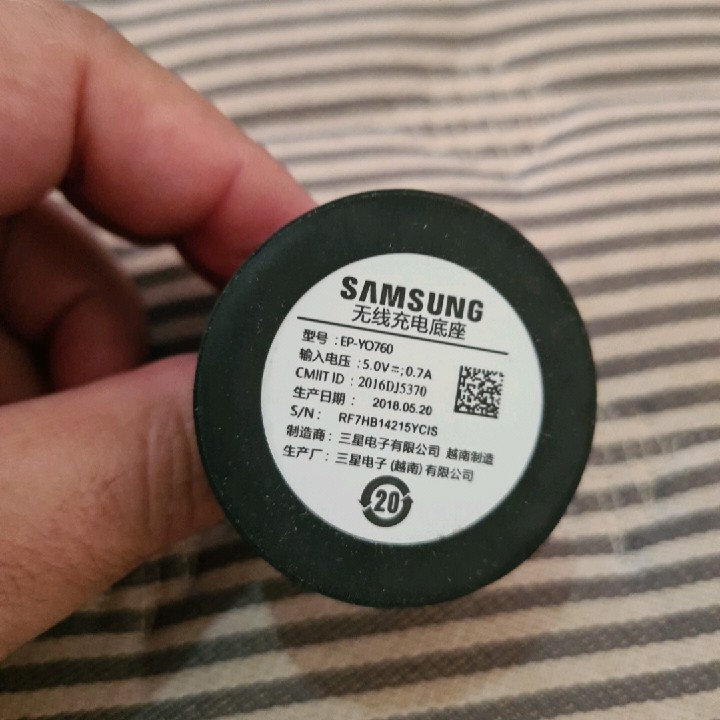 SAMSUNG
无线充电底座
型号 : EP-YO760
输入电压 : 5.0V⎓; 0.7A
CMIIT ID : 2016DJ5370
生产日期 : 2018.05.20
S/N : RF7HB14215YCIS
制造商 : 三星电子有限公司 越南制造
生产厂 : 三星电子 (越南) 有限公司
20